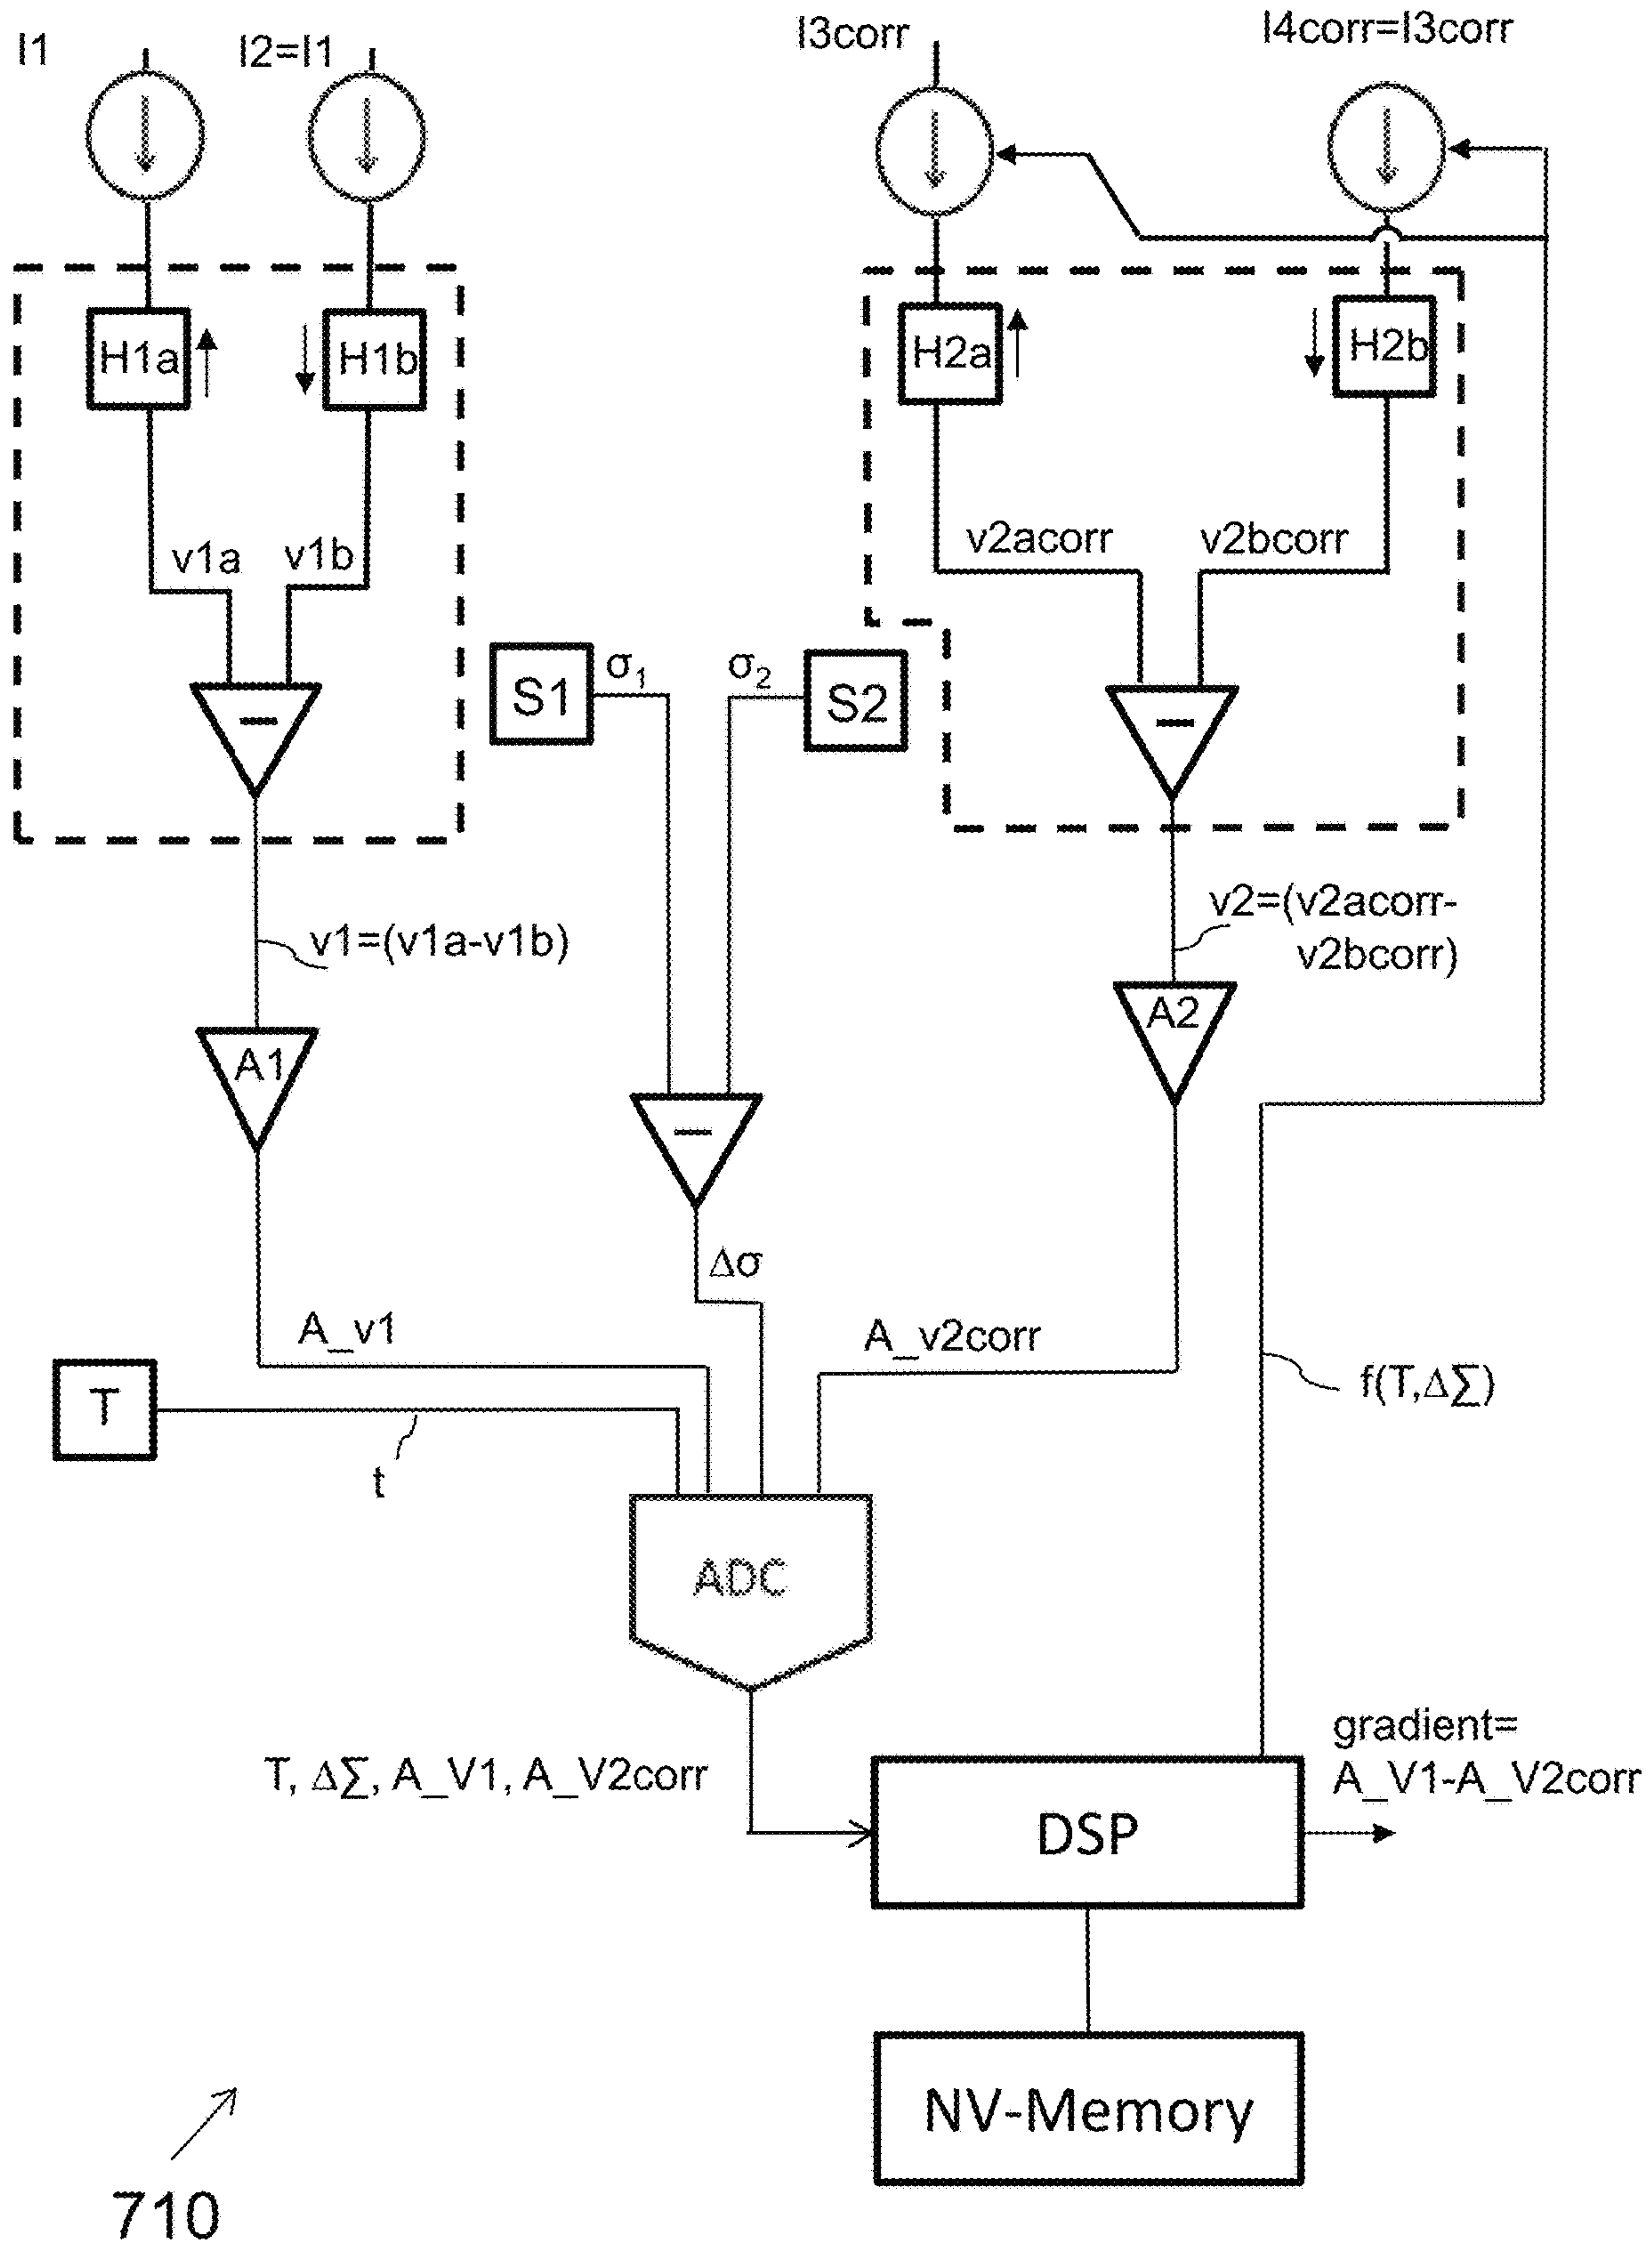 I1
I2=I1
I3corr
I4corr=I3corr
H1a
H1b
H2a
H2b
v1a
v1b
v2acorr
v2bcorr
–
S1
σ1
σ2
S2
–
v1=(v1a-v1b)
v2=(v2acorr-
v2bcorr)
A1
A2
–
Δσ
A_v1
A_v2corr
T
t
f(T,Δ∑)
ADC
T, Δ∑, A_V1, A_V2corr
gradient=
A_V1-A_V2corr
DSP
NV-Memory
710